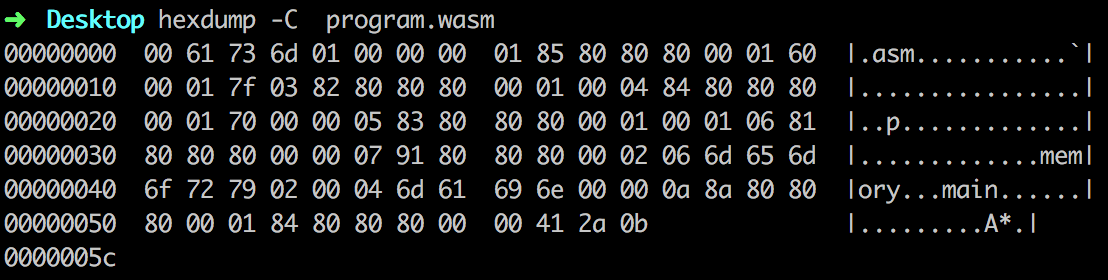 ➜  Desktop hexdump -C  program.wasm
00000000  00 61 73 6d 01 00 00 00  01 85 80 80 80 00 01 60  |.asm...........`|
00000010  00 01 7f 03 82 80 80 80  00 01 00 04 84 80 80 80  |................|
00000020  00 01 70 00 00 05 83 80  80 80 00 01 00 01 06 81  |..p.............|
00000030  80 80 80 00 00 07 91 80  80 80 00 02 06 6d 65 6d  |.............mem|
00000040  6f 72 79 02 00 04 6d 61  69 6e 00 00 0a 8a 80 80  |ory...main......|
00000050  80 00 01 84 80 80 80 00  00 41 2a 0b              |.........A*.|
0000005c